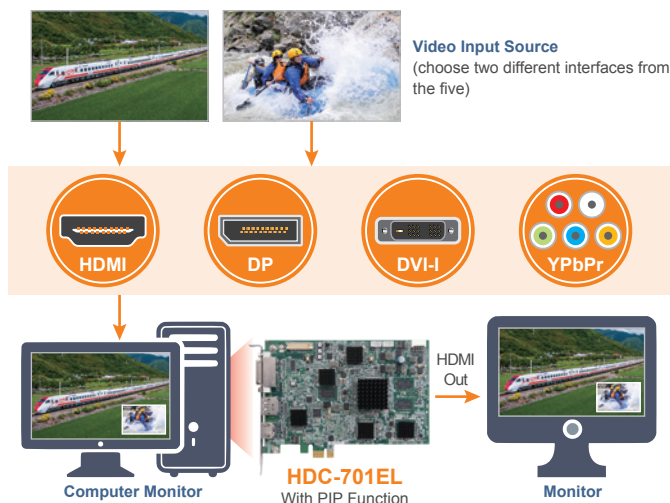 Video Input Source
(choose two different interfaces from
the five)
HDMI
DP
DVI-I
YPbPr
HDMI
Out
HDC-701EL
With PIP Function
Computer Monitor
Monitor